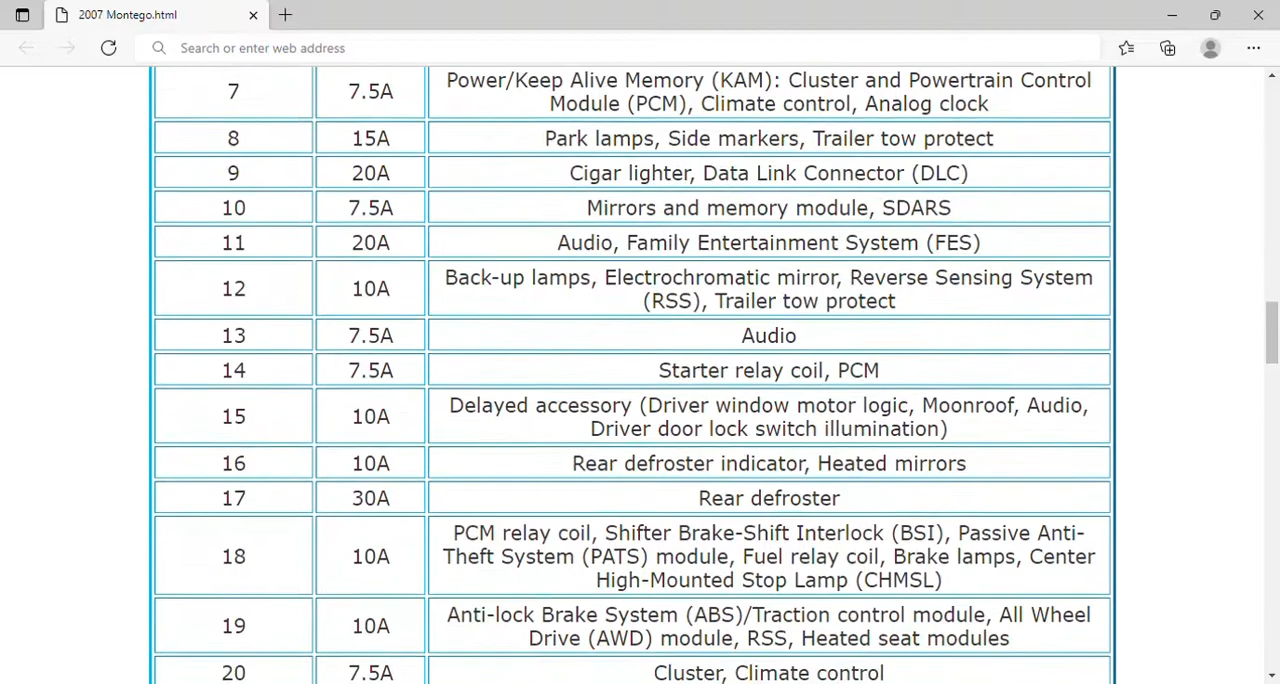 2007 Montego.html
Search or enter web address
7 7.5A Power/Keep Alive Memory (KAM): Cluster and Powertrain Control
Module (PCM), Climate control, Analog clock
8 15A Park lamps, Side markers, Trailer tow protect
9 20A Cigar lighter, Data Link Connector (DLC)
10 7.5A Mirrors and memory module, SDARS
11 20A Audio, Family Entertainment System (FES)
12 10A Back-up lamps, Electrochromatic mirror, Reverse Sensing System
(RSS), Trailer tow protect
13 7.5A Audio
14 7.5A Starter relay coil, PCM
15 10A Delayed accessory (Driver window motor logic, Moonroof, Audio,
Driver door lock switch illumination)
16 10A Rear defroster indicator, Heated mirrors
17 30A Rear defroster
18 10A PCM relay coil, Shifter Brake-Shift Interlock (BSI), Passive Anti-
Theft System (PATS) module, Fuel relay coil, Brake lamps, Center
High-Mounted Stop Lamp (CHMSL)
19 10A Anti-lock Brake System (ABS)/Traction control module, All Wheel
Drive (AWD) module, RSS, Heated seat modules
20 7.5A Cluster, Climate control